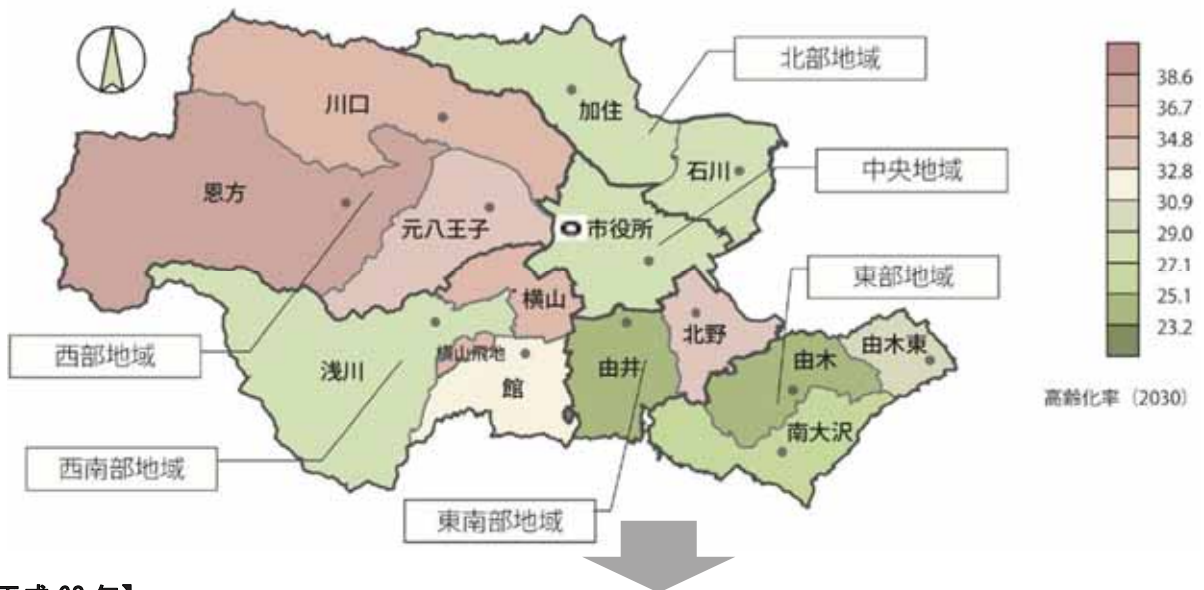 北部地域
川口
加住
石川
中央地域
恩方
元八王子
市役所
東部地域
横山
北野
由木東
西部地域
横山飛地
浅川
館
由井
由木
南大沢
西南部地域
東南部地域
38.6
36.7
34.8
32.8
30.9
29.0
27.1
25.1
23.2
高齢化率（2030）